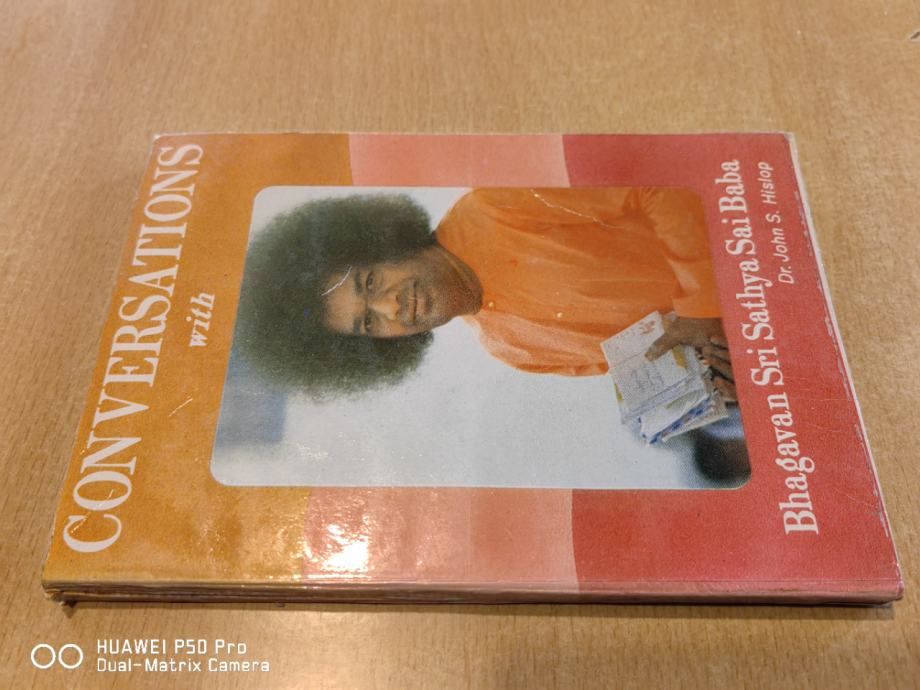 CONVERSATIONS
with
Bhagavan Sri Sathya Sai Baba
Dr. John S. Hislop
HUAWEI P50 Pro
Dual-Matrix Camera